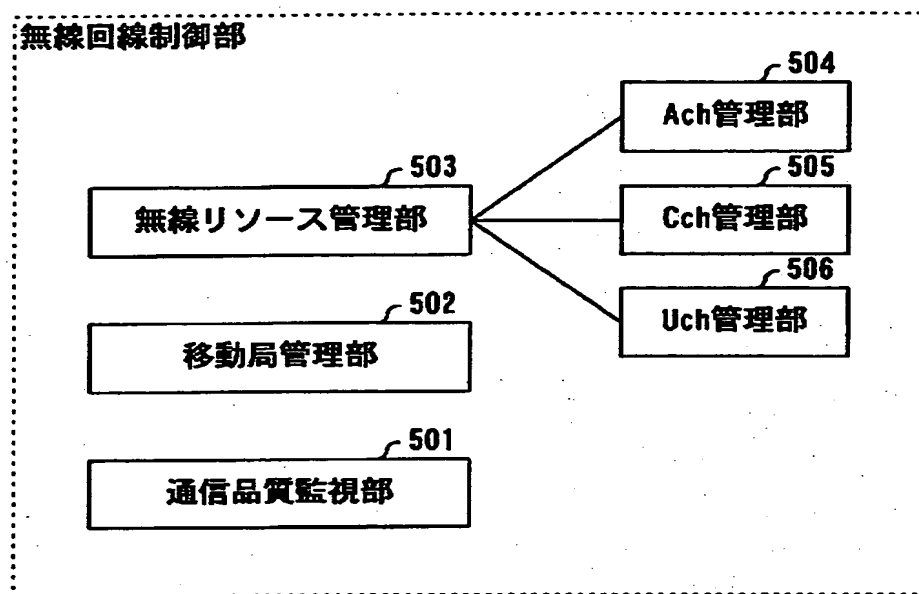 無線回線制御部
504
Ach管理部
503
無線リソース管理部
505
Cch管理部
506
Uch管理部
502
移動局管理部
501
通信品質監視部